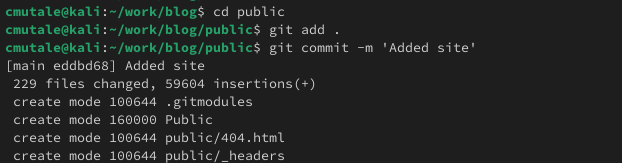 cmutale@kali:~/work/blog$ cd public
cmutale@kali:~/work/blog/public$ git add .
cmutale@kali:~/work/blog/public$ git commit -m 'Added site'
[main eddbd68] Added site
 229 files changed, 59604 insertions(+)
 create mode 100644 .gitmodules
 create mode 160000 Public
 create mode 100644 public/404.html
 create mode 100644 public/_headers